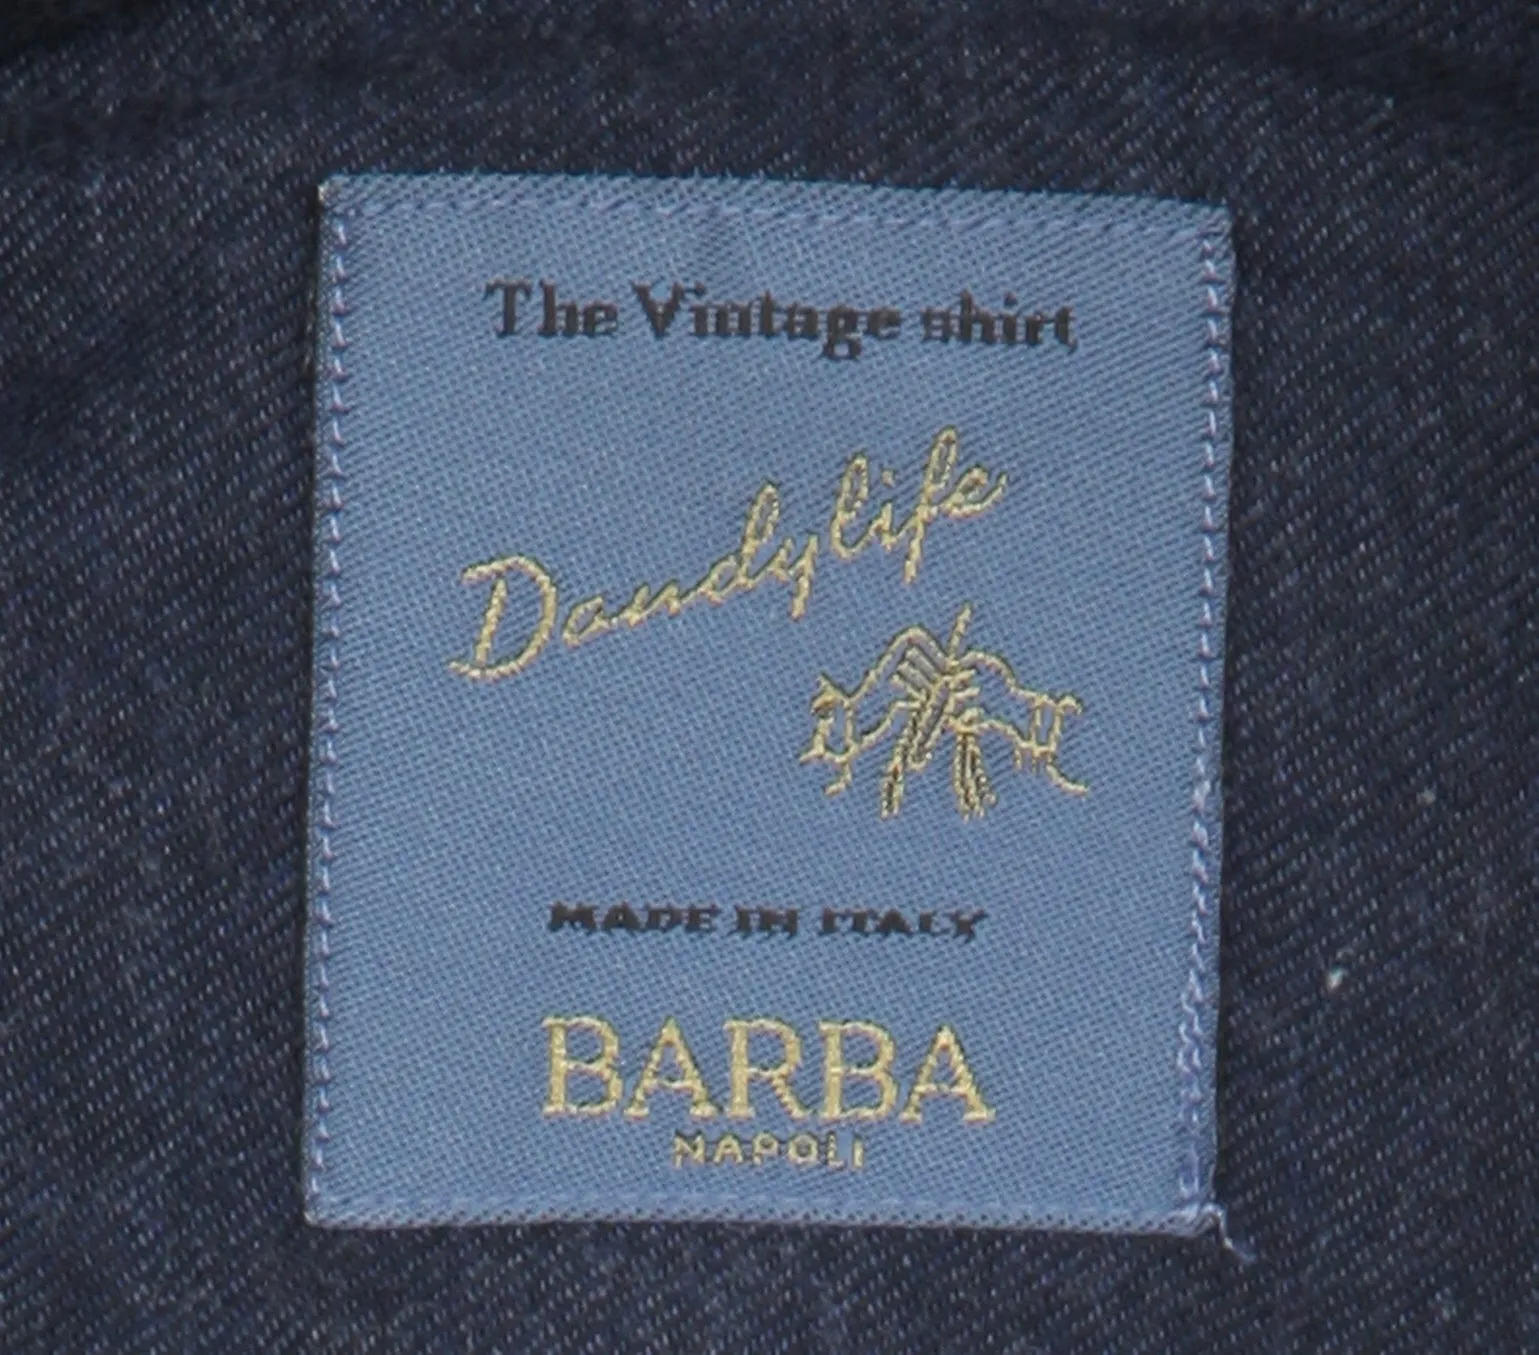 The Vintage shirt
Dandylife
MADE IN ITALY
BARBA
NAPOLI